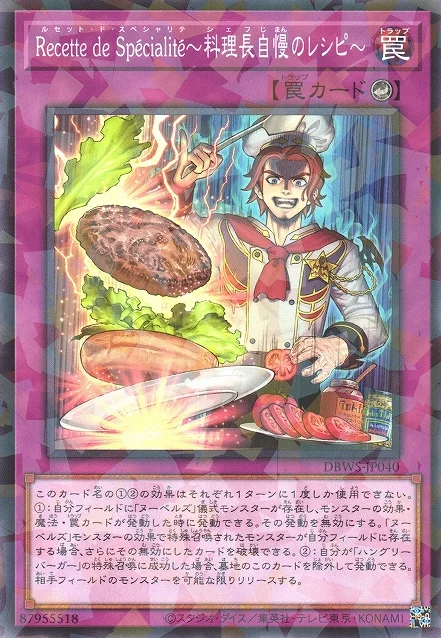 ルセット・ド・スペシャリテ シェフ じまん
Recette de Spécialité～料理長自慢のレシピ～
トラップ
罠
トラップ
【罠カード】
DBWS-JP040
このカード名の①②の効果はそれぞれ1ターンに1度しか使用できない。
①:自分フィールドに「ヌーベルズ」儀式モンスターが存在し、モンスターの効果・
魔法・罠カードが発動した時に発動できる。その効果を無効にする。「ヌー
ベルズ」モンスターの効果で特殊召喚されたモンスターが自分フィールドに存在
する場合、さらにその無効にしたカードを破壊できる。②:自分が「ハングリー
バーガー」の特殊召喚に成功した場合、墓地のこのカードを除外して発動できる。
相手フィールドのモンスターを可能な限りリリースする。
87955518
©スタジオ・ダイス/集英社・テレビ東京・KONAMI